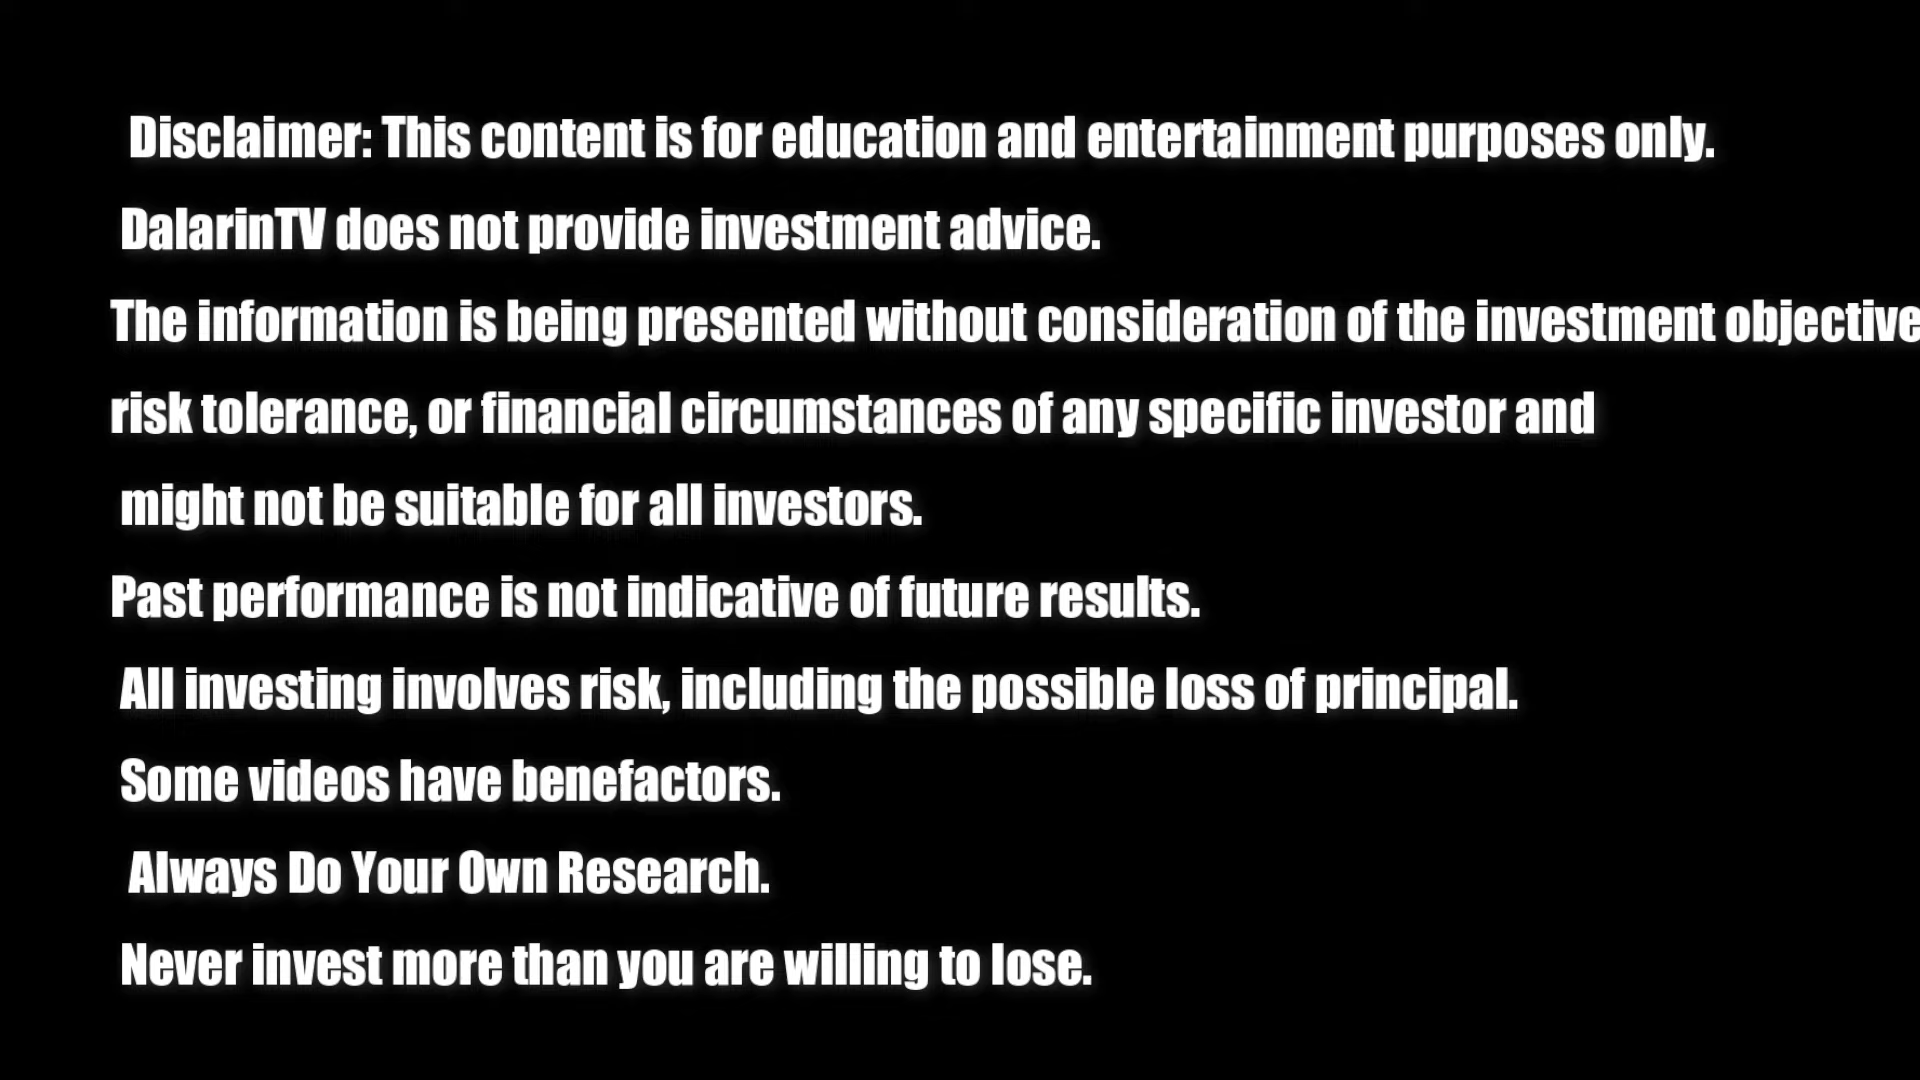 Disclaimer: This content is for education and entertainment purposes only.
DalarinTV does not provide investment advice.
The information is being presented without consideration of the investment objective
risk tolerance, or financial circumstances of any specific investor and
might not be suitable for all investors.
Past performance is not indicative of future results.
All investing involves risk, including the possible loss of principal.
Some videos have benefactors.
Always Do Your Own Research.
Never invest more than you are willing to lose.